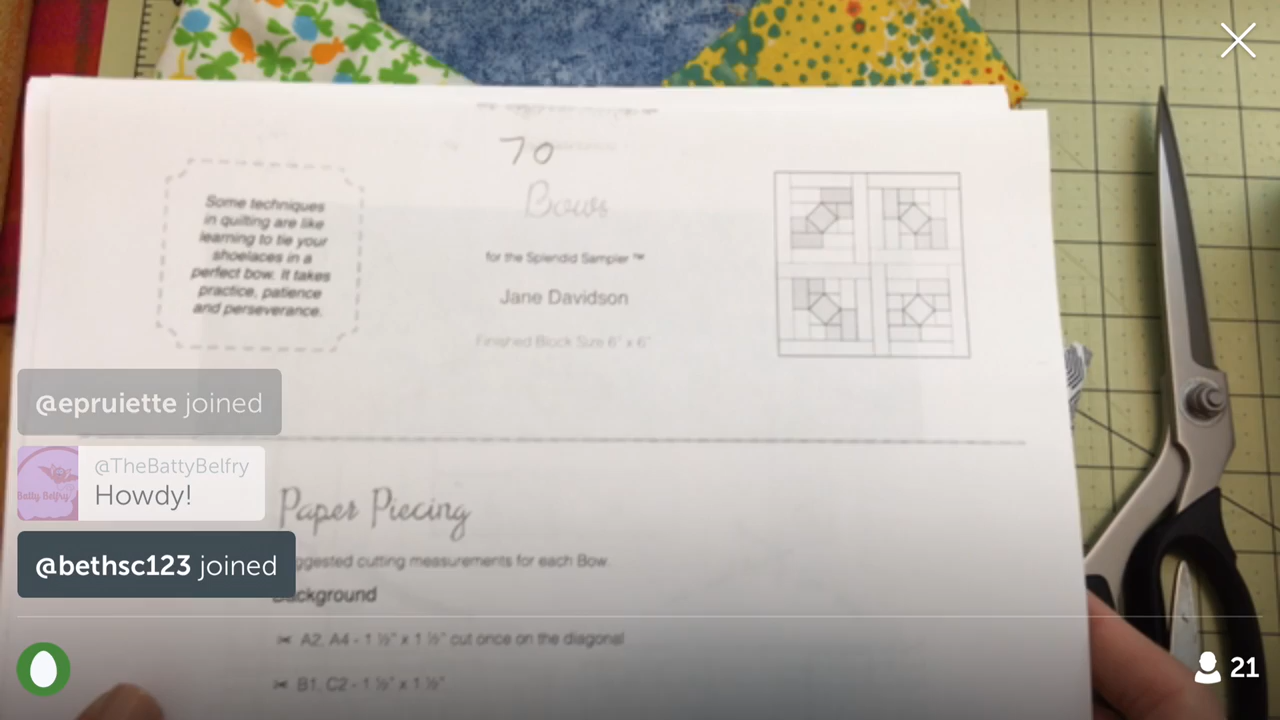 70
Some techniques
in quilting are like
learning to tie your
shoelaces in a
perfect bow. It takes
practice, patience
and perseverance.
Bows
for the Splendid Sampler ™
Jane Davidson
Finished Block Size 6" x 6"
@epruiette joined
@TheBattyBelfry
Howdy!
Batty Belfry
@bethsc123 joined
Paper Piecing
ggested cutting measurements for each Bow.
ackground
A2, A4 - 1 ½" x 1 ½" cut once on the diagonal
B1, C2 - 1 ½" x 1 ½"
21